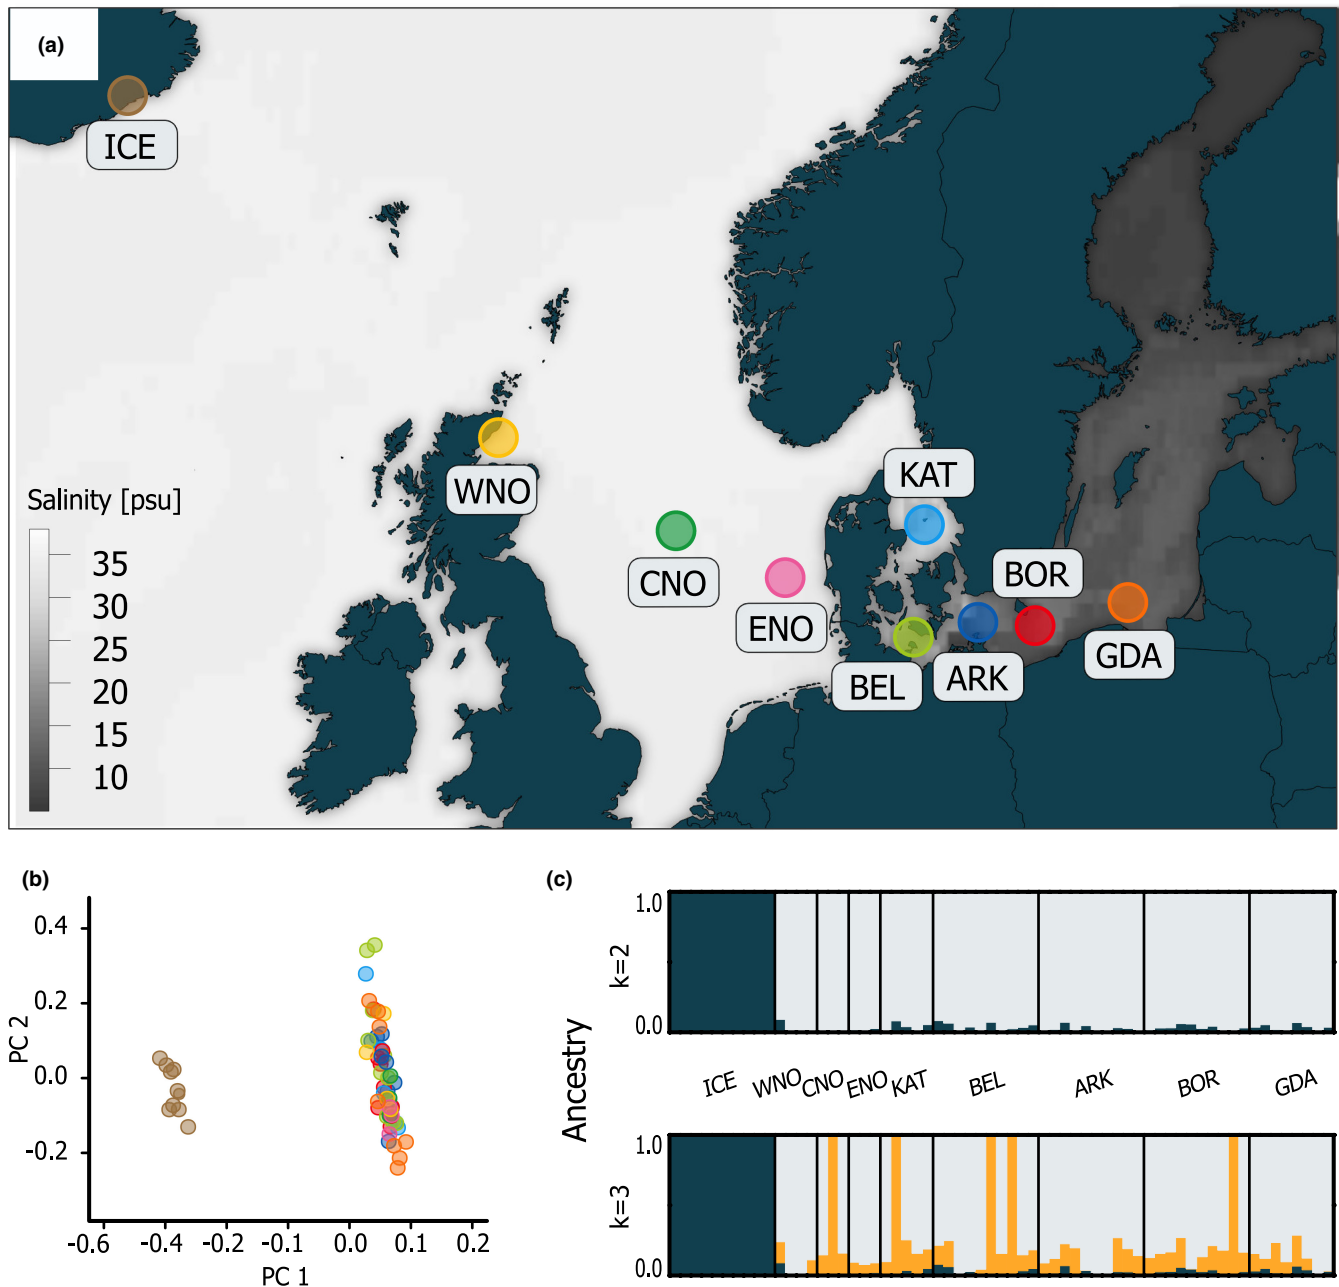 (a)
ICE
WNO
KAT
CNO
BOR
ENO
GDA
BEL
ARK
Salinity [psu]
35
30
25
20
15
10
(b)
0.4
0.2
0.0
-0.2
PC 2
-0.6
-0.4
-0.2
-0.1
0.0
0.1
0.2
PC 1
(c)
Ancestry
k=2
1.0
0.0
ICE
WNO
CNO
ENO
KAT
BEL
ARK
BOR
GDA
k=3
1.0
0.0